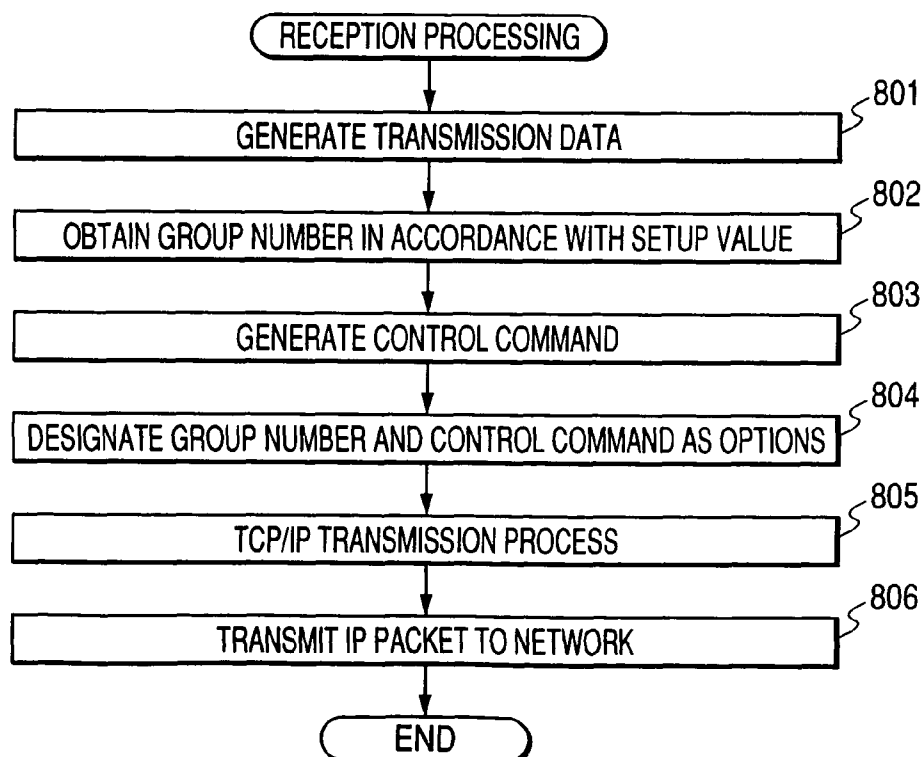 RECEPTION PROCESSING
801
GENERATE TRANSMISSION DATA
802
OBTAIN GROUP NUMBER IN ACCORDANCE WITH SETUP VALUE
803
GENERATE CONTROL COMMAND
804
DESIGNATE GROUP NUMBER AND CONTROL COMMAND AS OPTIONS
805
TCP/IP TRANSMISSION PROCESS
806
TRANSMIT IP PACKET TO NETWORK
END